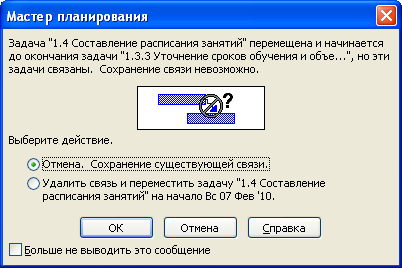 Мастер планирования
Задача "1.4 Составление расписания занятий" перемещена и начинается
до окончания задачи "1.3.3 Уточнение сроков обучения и объе...", но эти
задачи связаны. Сохранение связи невозможно.
?
Выберите действие.
Отмена. Сохранение существующей связи.
Удалить связь и переместить задачу "1.4 Составление
расписания занятий" на начало Вс 07 Фев '10.
ОК
Отмена
Справка
Больше не выводить это сообщение